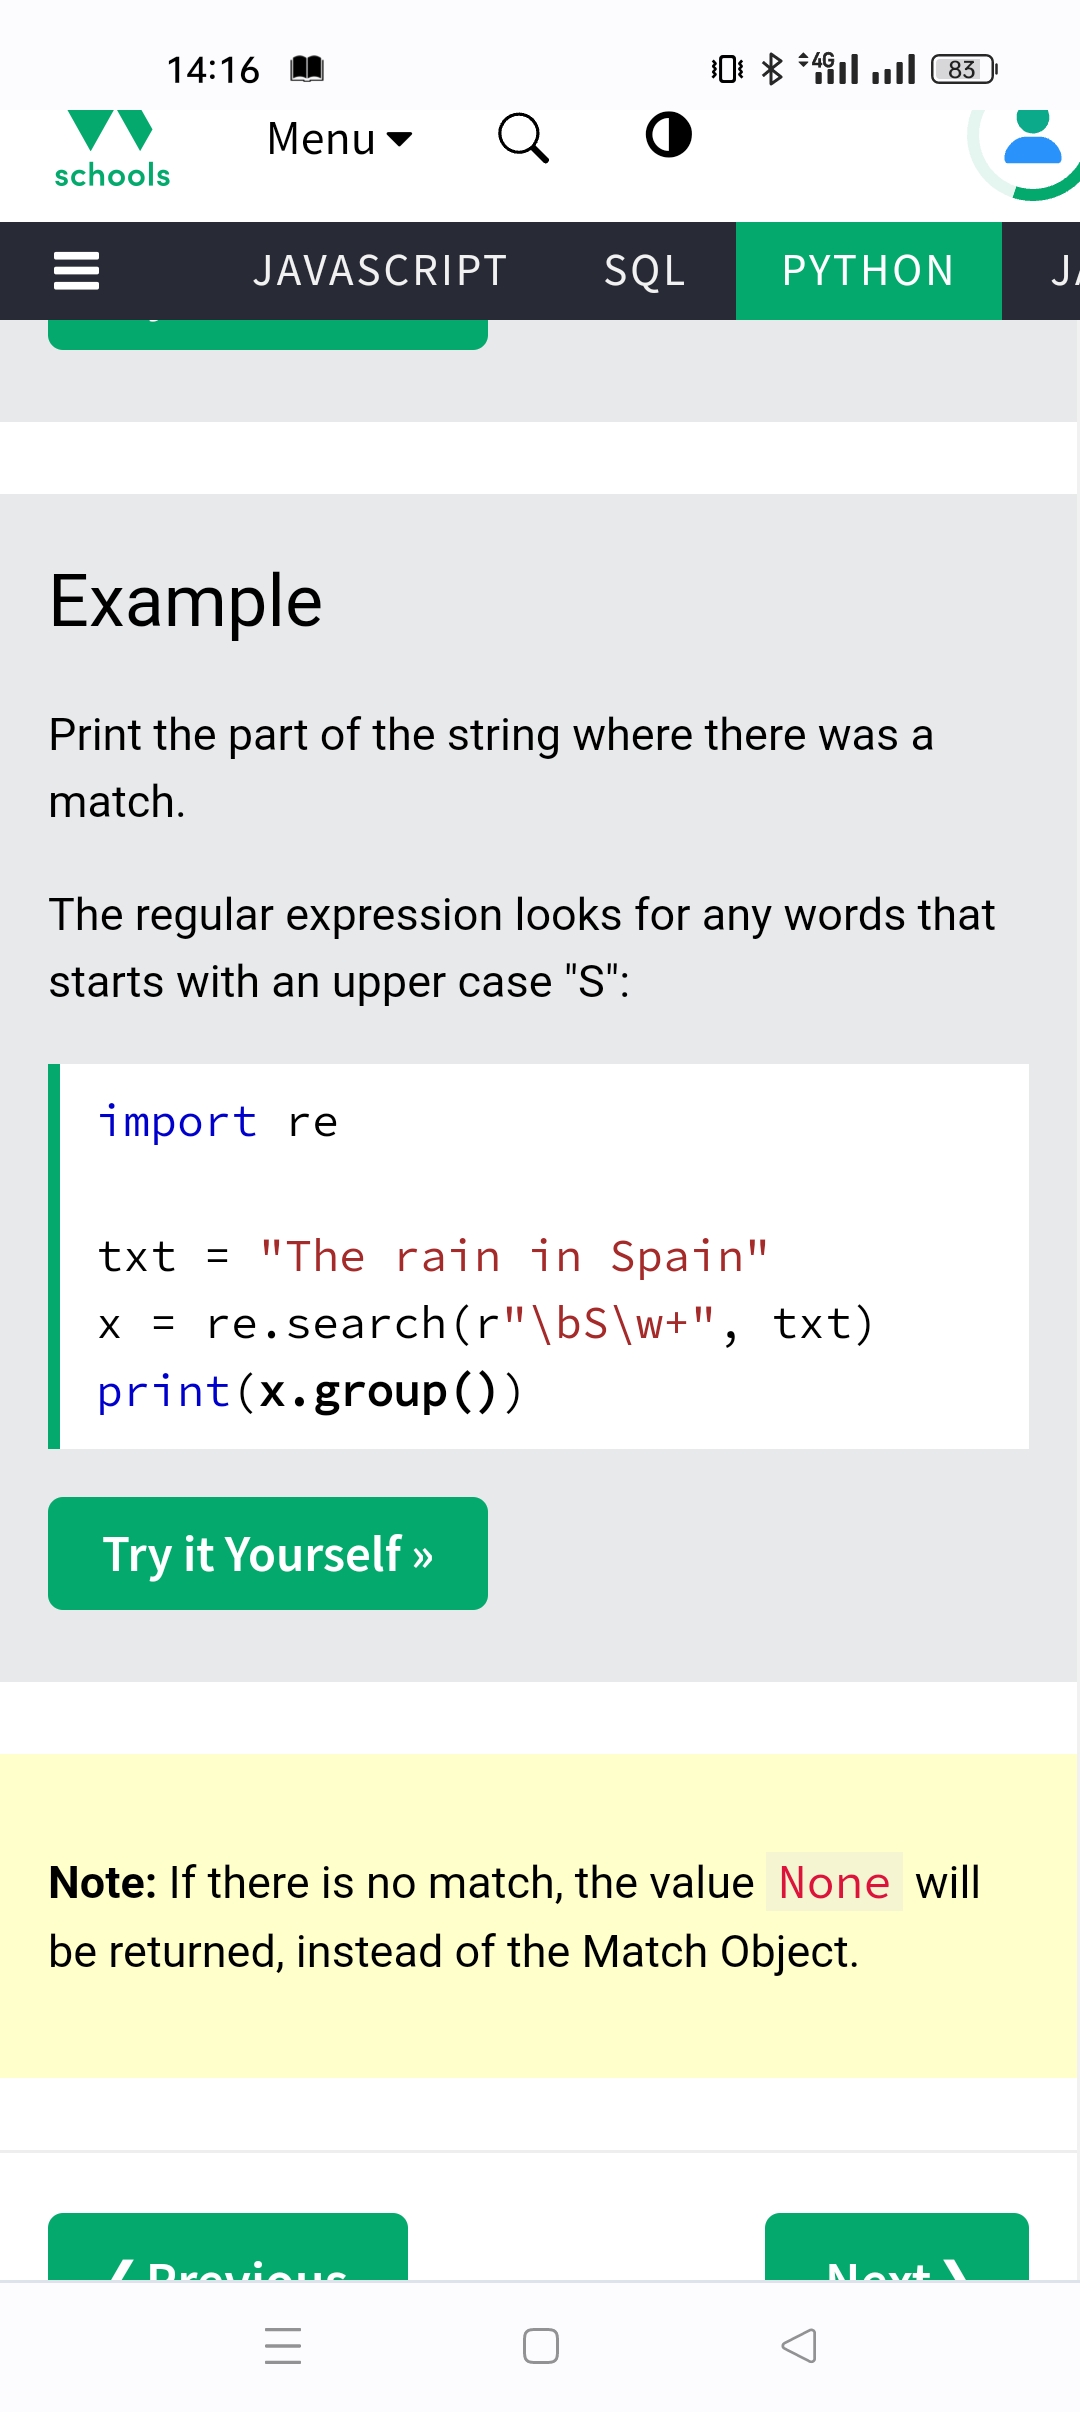 14:16 4G 83
schools Menu
JAVASCRIPT SQL PYTHON
Example
Print the part of the string where there was a
match.
The regular expression looks for any words that
starts with an upper case "S":
import re
txt = "The rain in Spain"
x = re.search(r"\bS\w+", txt)
print(x.group())
Try it Yourself »
Note: If there is no match, the value None will
be returned, instead of the Match Object.
❮ Previous Next ❯